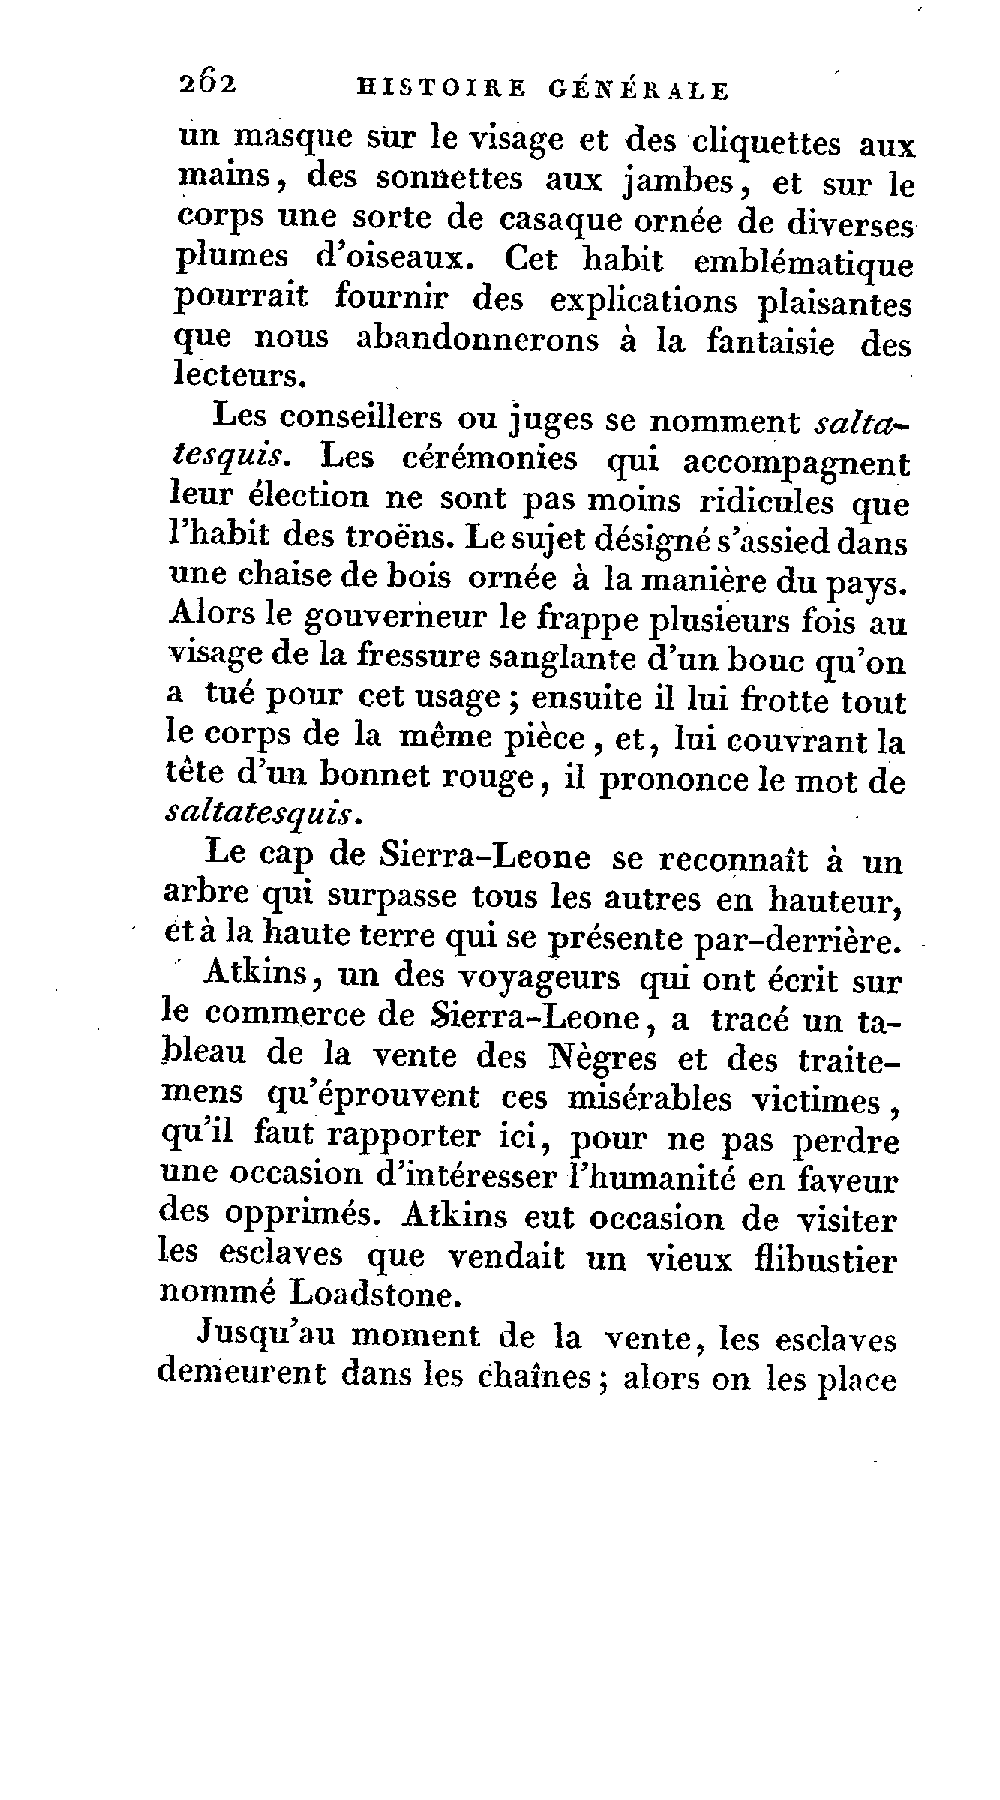 262 HISTOIRE GÉNÉRALE
un masque sur le visage et des cliquettes aux
mains, des sonnettes aux jambes, et sur le
corps une sorte de casaque ornée de diverses
plumes d'oiseaux. Cet habit emblématique
pourrait fournir des explications plaisantes
que nous abandonnerons à la fantaisie des
lecteurs.
Les conseillers ou juges se nomment salta-
tesquis. Les cérémonies qui accompagnent
leur élection ne sont pas moins ridicules que
l'habit des troëns. Le sujet désigné s'assied dans
une chaise de bois ornée à la manière du pays.
Alors le gouverneur le frappe plusieurs fois au
visage de la fressure sanglante d'un bouc qu'on
a tué pour cet usage ; ensuite il lui frotte tout
le corps de la même pièce , et, lui couvrant la
tête d'un bonnet rouge, il prononce le mot de
saltatesquis.
Le cap de Sierra-Leone se reconnaît à un
arbre qui surpasse tous les autres en hauteur,
et à la haute terre qui se présente par-derrière.
Atkins, un des voyageurs qui ont écrit sur
le commerce de Sierra-Leone, a tracé un ta-
bleau de la vente des Nègres et des traite-
mens qu'éprouvent ces misérables victimes ,
qu'il faut rapporter ici, pour ne pas perdre
une occasion d'intéresser l'humanité en faveur
des opprimés. Atkins eut occasion de visiter
les esclaves que vendait un vieux flibustier
nommé Loadstone.
Jusqu'au moment de la vente, les esclaves
demeurent dans les chaînes ; alors on les place